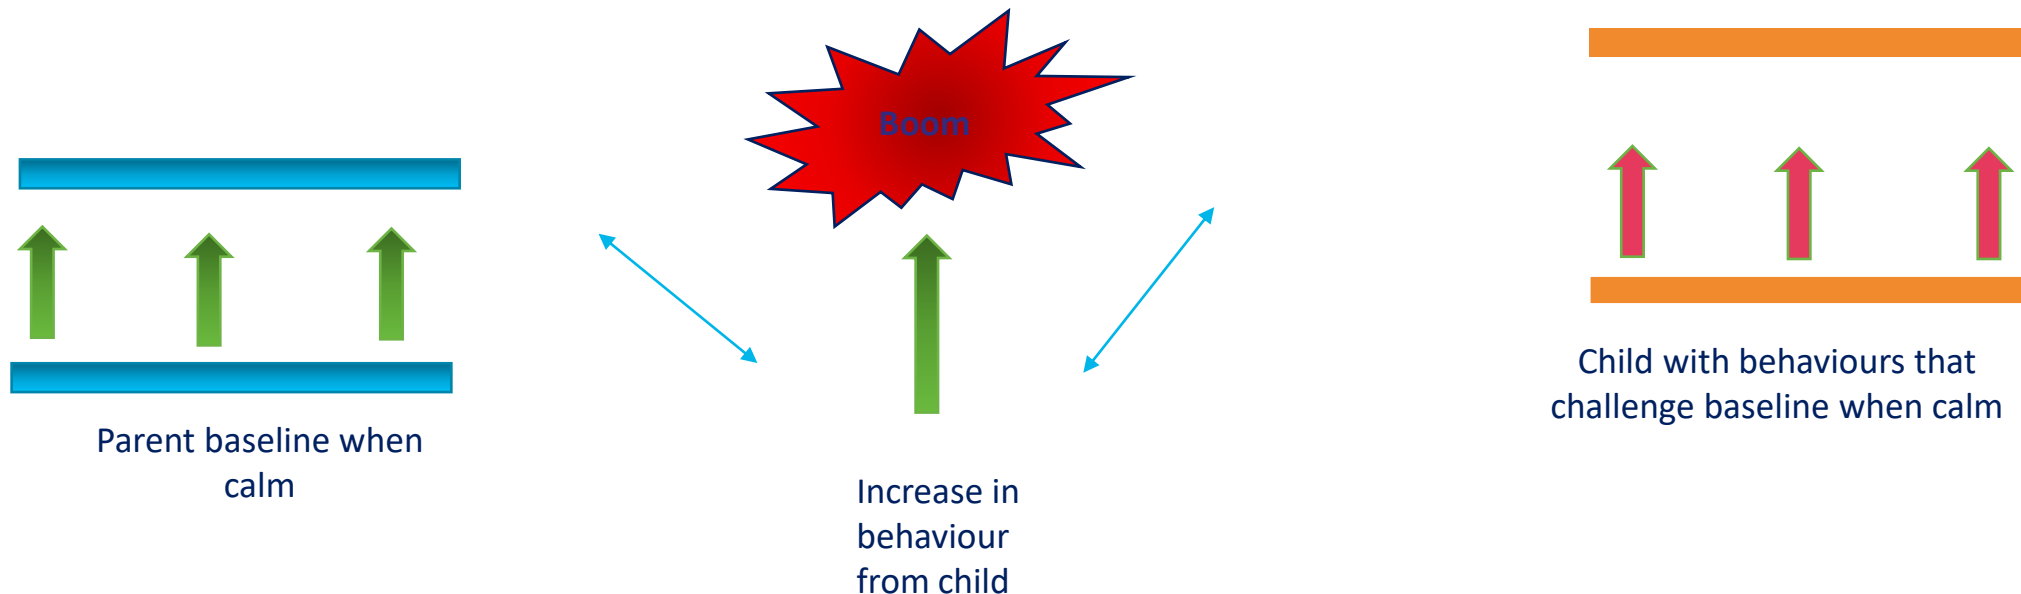 Boom
Parent baseline when
calm
Increase in
behaviour
from child
Child with behaviours that
challenge baseline when calm